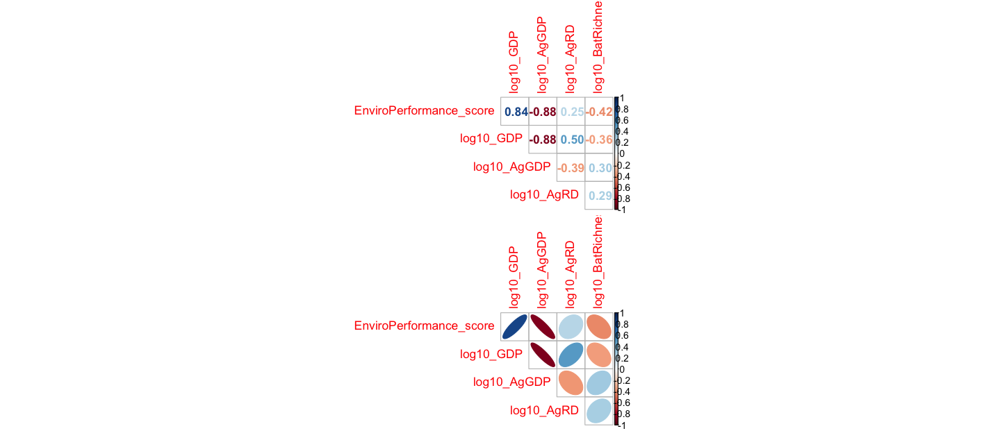 log10_GDP
log10_AgGDP
log10_AgRD
log10_BatRichne
EnviroPerformance_score 0.84 -0.88 0.25 -0.42
log10_GDP -0.88 0.50 -0.36
log10_AgGDP -0.39 0.30
log10_AgRD 0.29
1
0.8
0.6
0.4
0.2
0
-0.2
-0.4
-0.6
-0.8
-1
log10_GDP
log10_AgGDP
log10_AgRD
log10_BatRichne
EnviroPerformance_score
log10_GDP
log10_AgGDP
log10_AgRD
1
0.8
0.6
0.4
0.2
0
-0.2
-0.4
-0.6
-0.8
-1